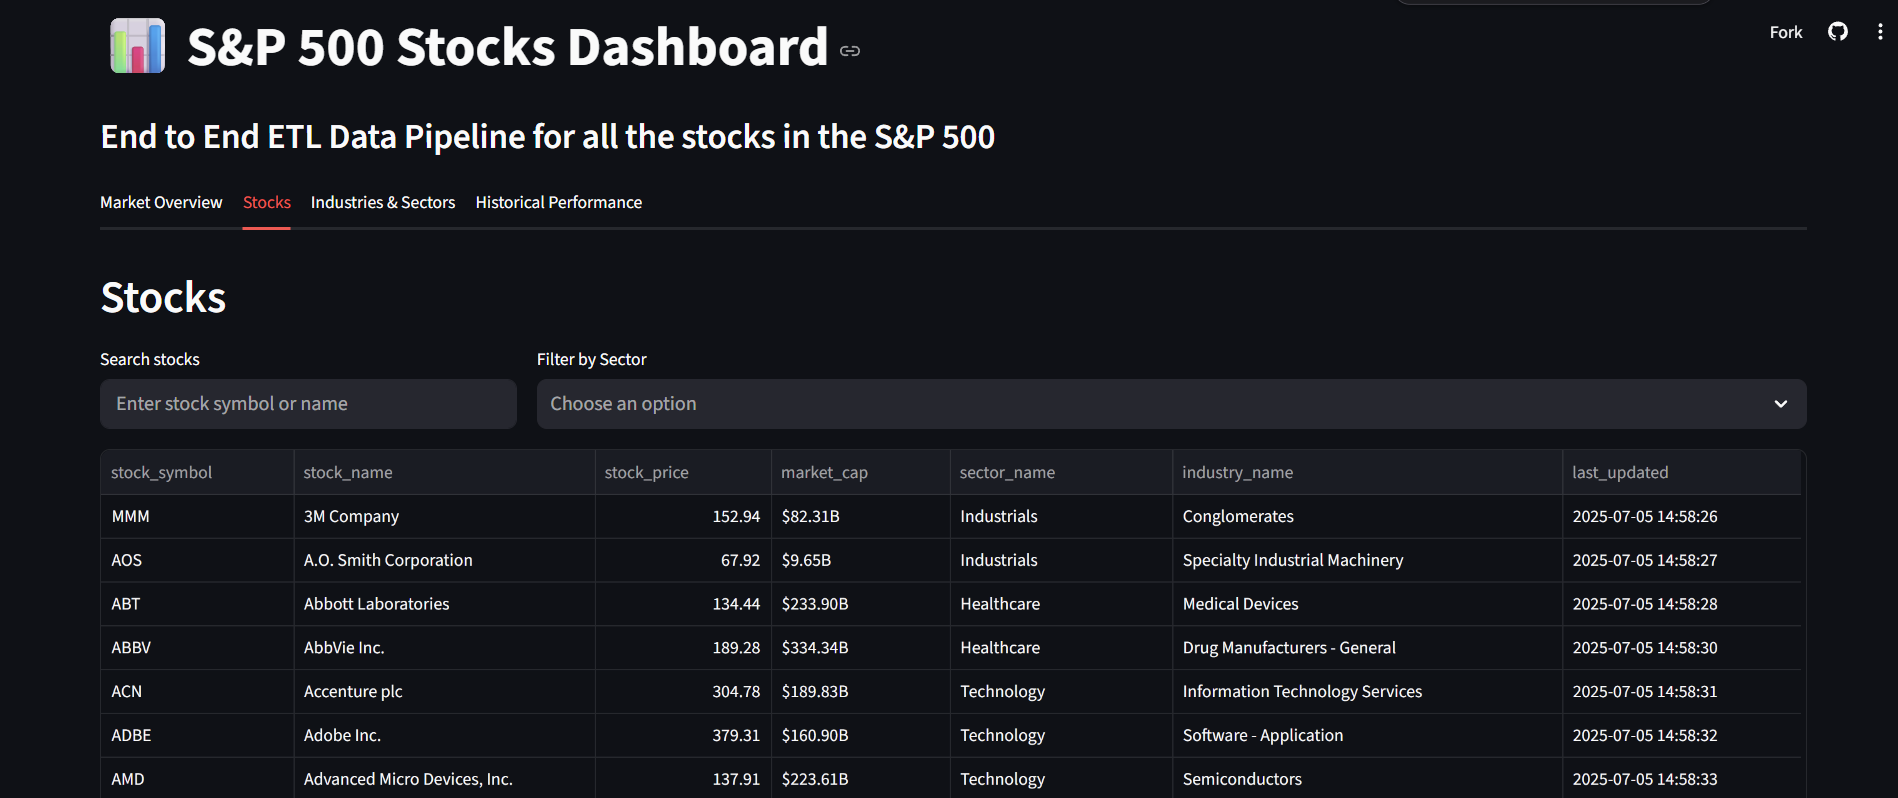 Fork
S&P 500 Stocks Dashboard
End to End ETL Data Pipeline for all the stocks in the S&P 500
Market Overview Stocks Industries & Sectors Historical Performance
Stocks
Search stocks Filter by Sector
Enter stock symbol or name Choose an option
stock_symbol stock_name stock_price market_cap sector_name industry_name last_updated
MMM 3M Company 152.94 $82.31B Industrials Conglomerates 2025-07-05 14:58:26
AOS A.O. Smith Corporation 67.92 $9.65B Industrials Specialty Industrial Machinery 2025-07-05 14:58:27
ABT Abbott Laboratories 134.44 $233.90B Healthcare Medical Devices 2025-07-05 14:58:28
ABBV AbbVie Inc. 189.28 $334.34B Healthcare Drug Manufacturers - General 2025-07-05 14:58:30
ACN Accenture plc 304.78 $189.83B Technology Information Technology Services 2025-07-05 14:58:31
ADBE Adobe Inc. 379.31 $160.90B Technology Software - Application 2025-07-05 14:58:32
AMD Advanced Micro Devices, Inc. 137.91 $223.61B Technology Semiconductors 2025-07-05 14:58:33